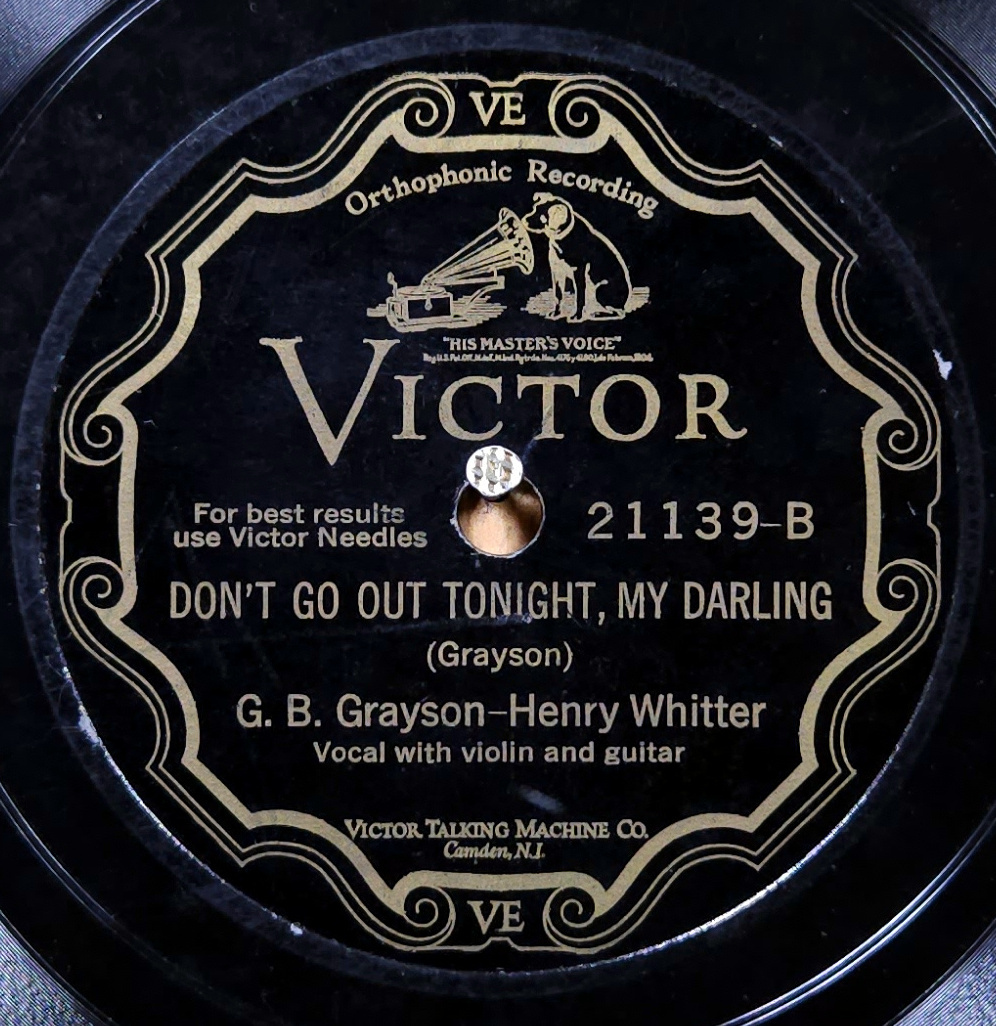 VE
Orthophonic Recording
"HIS MASTER'S VOICE"
VICTOR
For best results
use Victor Needles
21139-B
DON'T GO OUT TONIGHT, MY DARLING
(Grayson)
G. B. Grayson-Henry Whitter
Vocal with violin and guitar
VICTOR TALKING MACHINE CO.
Camden, N.J.
VE